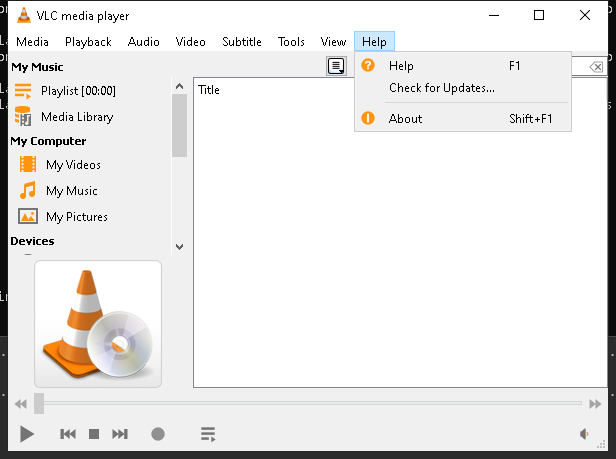 VLC media player
Media Playback Audio Video Subtitle Tools View Help
My Music
Playlist [00:00]
Media Library
My Computer
My Videos
My Music
My Pictures
Devices
Title
Help F1
Check for Updates...
About Shift+F1